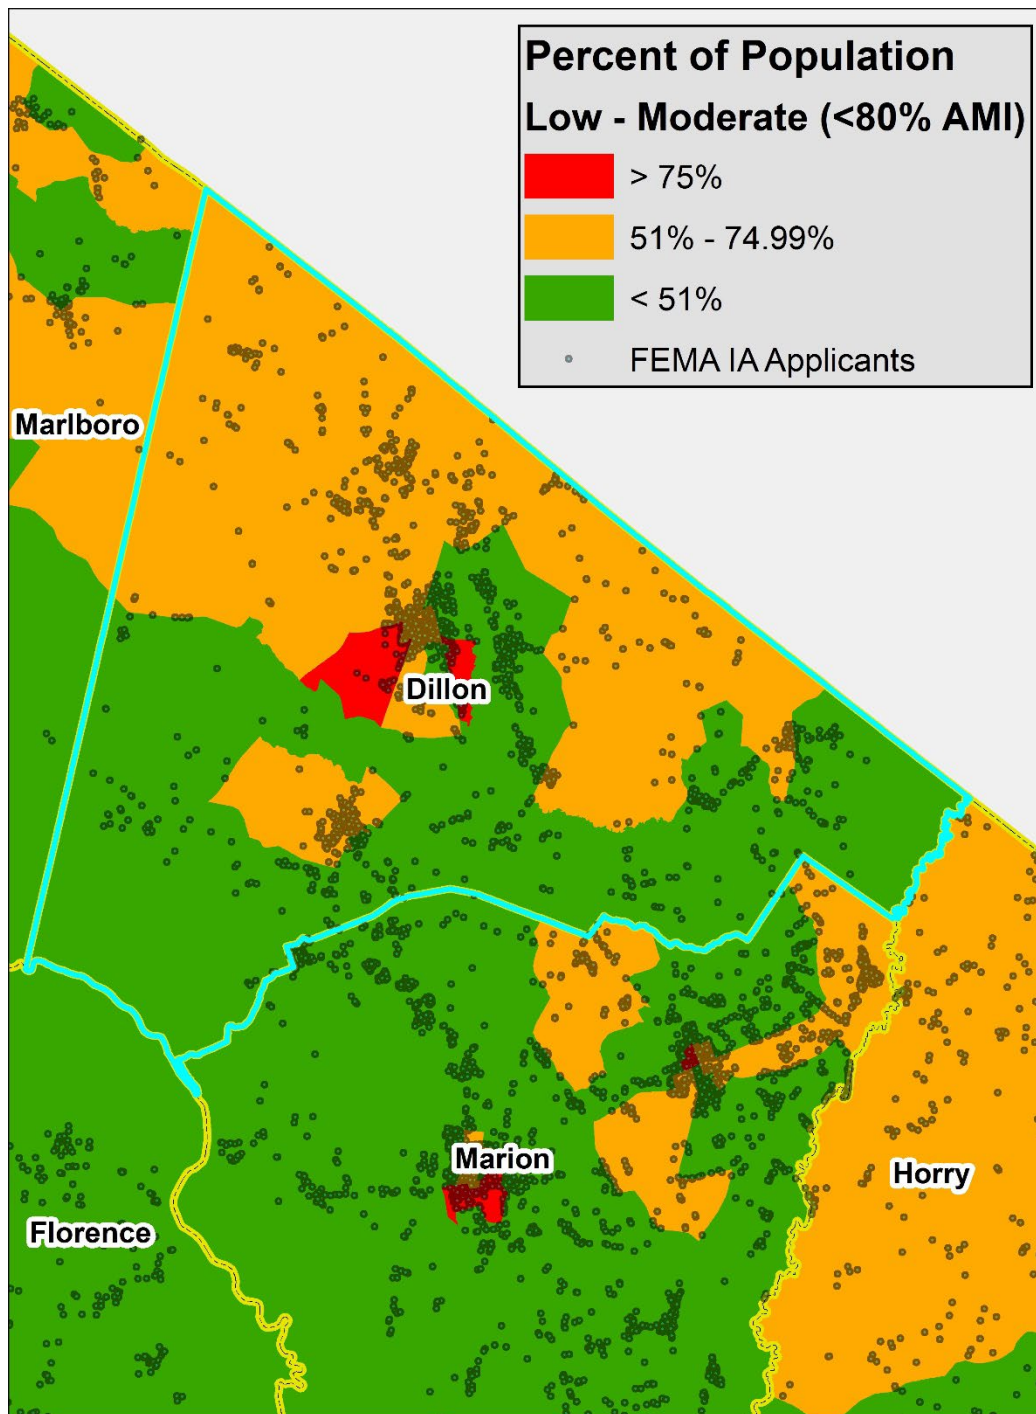 Percent of Population
Low - Moderate (<80% AMI)
> 75%
51% - 74.99%
< 51%
FEMA IA Applicants
Marlboro
Dillon
Marion
Horry
Florence